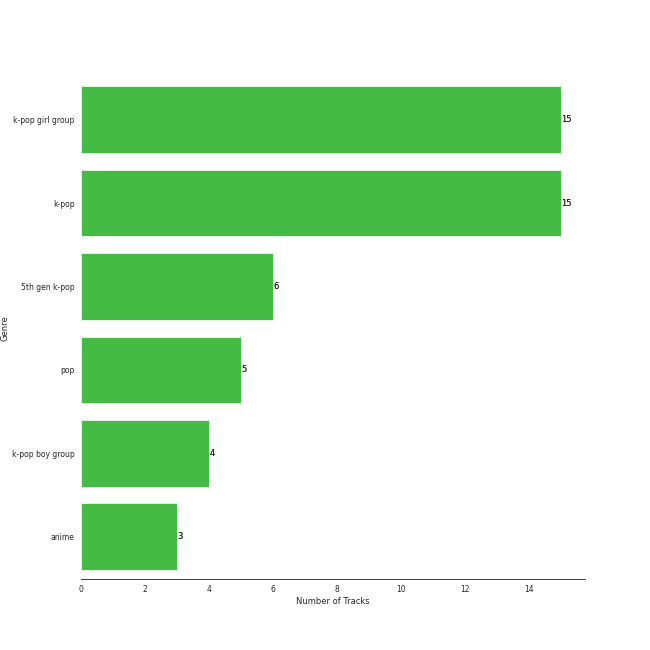 k-pop girl group
15
k-pop
15
5th gen k-pop
6
pop
5
k-pop boy group
4
anime
3
Genre
0 2 4 6 8 10 12 14
Number of Tracks